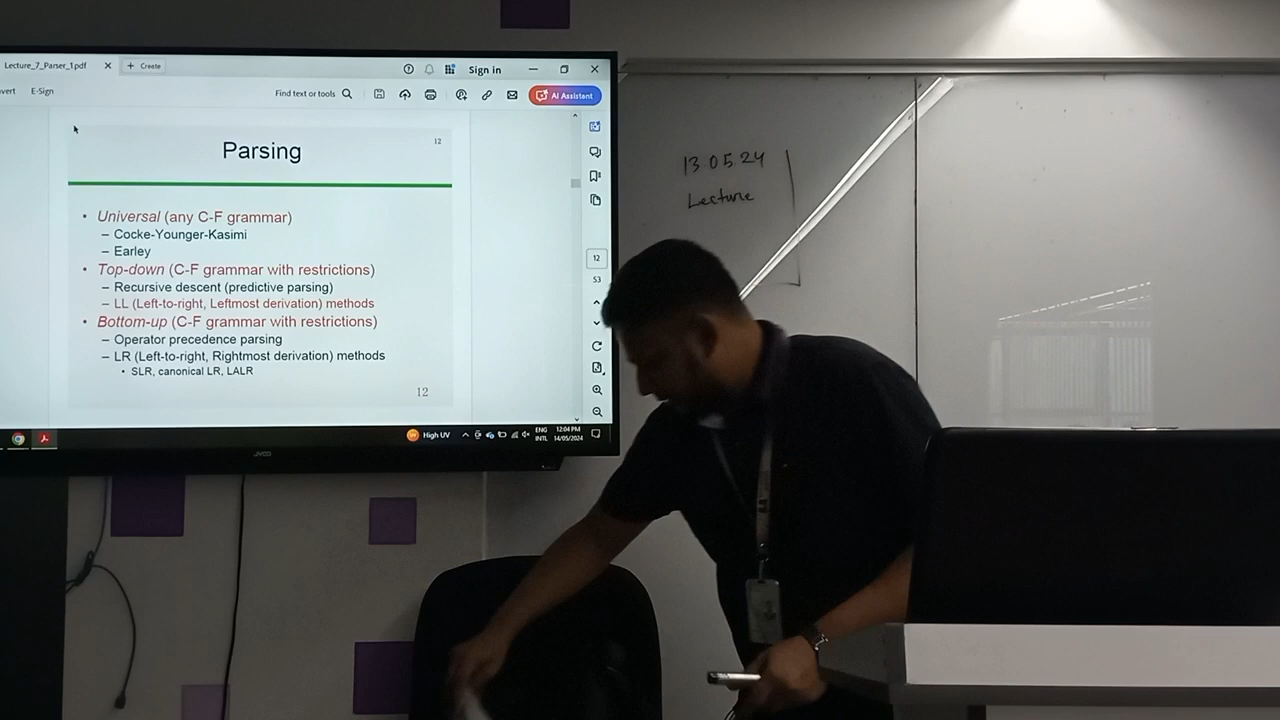 Lecture_7_Parser_1.pdf
Create
Sign in
vert
E-Sign
Find text or tools
AI Assistant
Parsing
12
• Universal (any C-F grammar)
– Cocke-Younger-Kasimi
– Earley
• Top-down (C-F grammar with restrictions)
– Recursive descent (predictive parsing)
– LL (Left-to-right, Leftmost derivation) methods
• Bottom-up (C-F grammar with restrictions)
– Operator precedence parsing
– LR (Left-to-right, Rightmost derivation) methods
• SLR, canonical LR, LALR
12
12
53
High UV
ENG
INTL
12:04 PM
14/05/2024
JVCO
13.05.24
Lecture